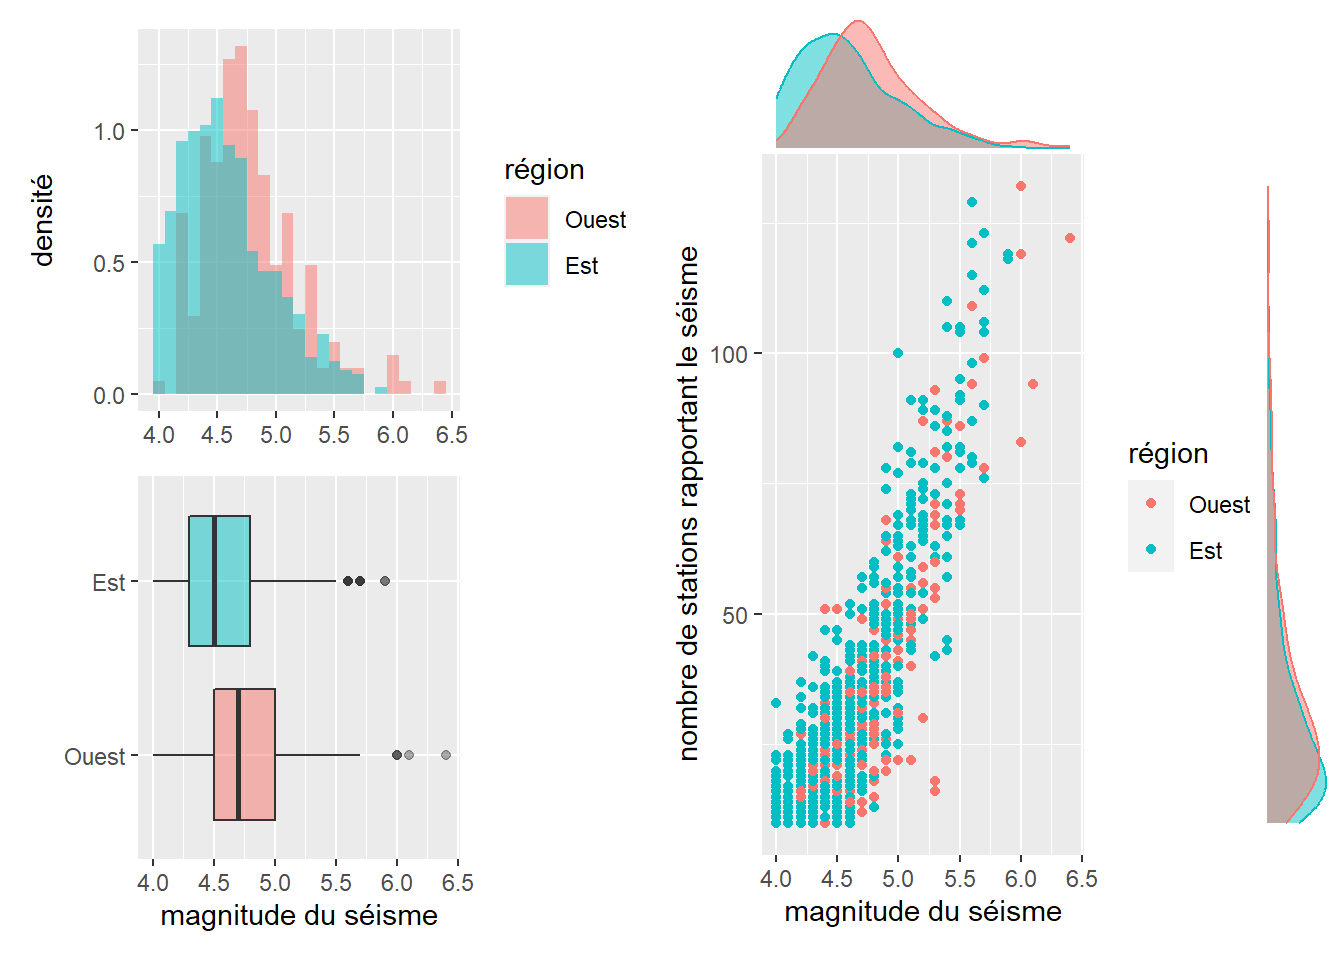 densité
1.0
0.5
0.0
4.0 4.5 5.0 5.5 6.0 6.5
région
Ouest
Est
Est
Ouest
4.0 4.5 5.0 5.5 6.0 6.5
magnitude du séisme
nombre de stations rapportant le séisme
100
50
4.0 4.5 5.0 5.5 6.0 6.5
magnitude du séisme
région
Ouest
Est